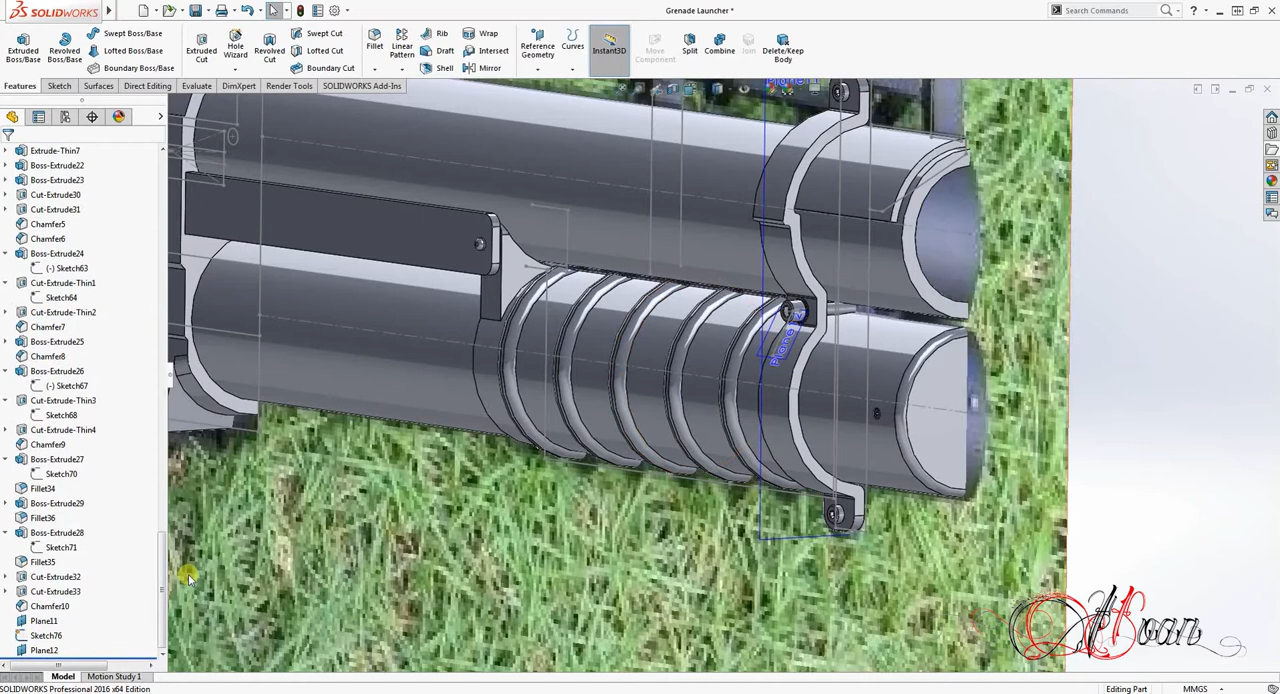 SOLIDWORKS
Grenade Launcher *
Search Commands
Extruded Boss/Base
Revolved Boss/Base
Swept Boss/Base
Lofted Boss/Base
Boundary Boss/Base
Extruded Cut
Hole Wizard
Revolved Cut
Swept Cut
Lofted Cut
Boundary Cut
Fillet
Linear Pattern
Rib
Draft
Shell
Wrap
Intersect
Mirror
Reference Geometry
Curves
Instant3D
Move Component
Split
Combine
Join
Delete/Keep Body
Features
Sketch
Surfaces
Direct Editing
DimXpert
Render Tools
SOLIDWORKS Add-Ins
Extrude-Thin7
Boss-Extrude22
Boss-Extrude23
Cut-Extrude30
Cut-Extrude31
Chamfer5
Chamfer6
Boss-Extrude24
(-) Sketch63
Cut-Extrude-Thin1
Sketch64
Cut-Extrude-Thin2
Chamfer7
Boss-Extrude25
Chamfer8
Boss-Extrude26
(-) Sketch67
Cut-Extrude-Thin3
Sketch68
Cut-Extrude-Thin4
Chamfer9
Boss-Extrude27
Sketch70
Fillet34
Boss-Extrude29
Fillet36
Boss-Extrude28
Sketch71
Fillet35
Cut-Extrude32
Cut-Extrude33
Chamfer10
Plane11
Sketch76
Plane12
Model
Motion Study 1
SOLIDWORKS Professional 2016 x64 Edition
Editing Part
MMGS